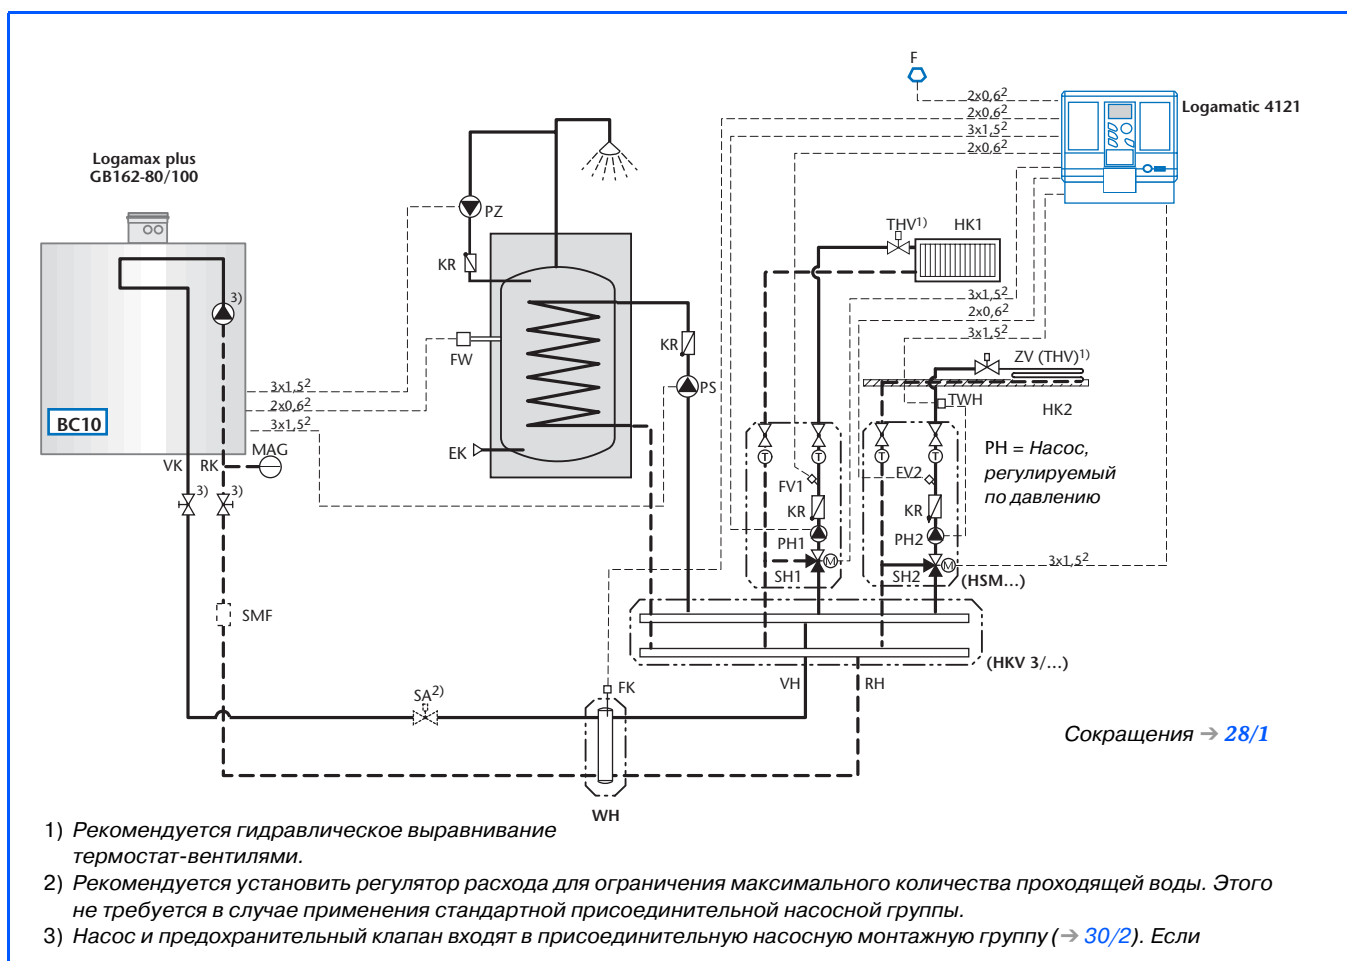 F
2x0,6²
2x0,6²
3x1,5²
2x0,6²
Logamatic 4121
Logamax plus
GB162-80/100
PZ
KR
THV¹⁾
HK1
3)
3x1,5²
2x0,6²
3x1,5²
KR
FW
ZV (THV)¹⁾
3x1,5²
2x0,6²
3x1,5²
PS
TWH
HK2
BC10
MAG
EK
VK
RK
T
T
T
T
PH = Насос,
регулируемый
по давлению
3)
3)
FV1
FV2
KR
KR
PH1
PH2
M
M
3x1,5²
SH1
SH2
(HSM...)
SMF
(HKV 3/...)
VH
RH
FK
SA²⁾
Сокращения → 28/1
WH
1) Рекомендуется гидравлическое выравнивание
термостат-вентилями.
2) Рекомендуется установить регулятор расхода для ограничения максимального количества проходящей воды. Этого
не требуется в случае применения стандартной присоединительной насосной группы.
3) Насос и предохранительный клапан входят в присоединительную насосную монтажную группу (→ 30/2). Если